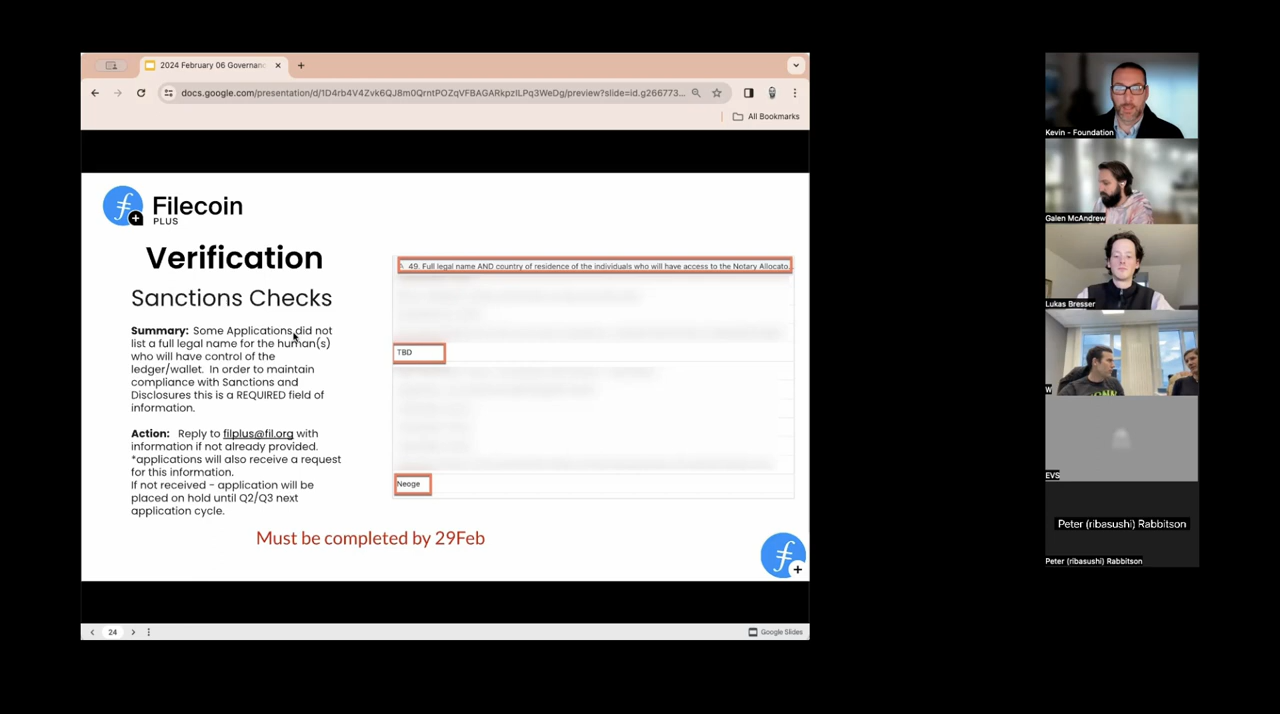 2024 February 06 Governanc
docs.google.com/presentation/d/1D4rb4V4Zvk6QJ8m0QrntPOZqVFBAGARkpzILPq3WeDg/preview?slide=id.g266773...
All Bookmarks
Filecoin
PLUS
Verification
Sanctions Checks
Summary: Some Applications did not
list a full legal name for the human(s)
who will have control of the
ledger/wallet. In order to maintain
compliance with Sanctions and
Disclosures this is a REQUIRED field of
information.
Action: Reply to filplus@fil.org with
information if not already provided.
*applications will also receive a request
for this information.
If not received - application will be
placed on hold until Q2/Q3 next
application cycle.
49. Full legal name AND country of residence of the individuals who will have access to the Notary Allocato
TBD
Neoge
Must be completed by 29Feb
24
Google Slides
Kevin - Foundation
Galen McAndrew
Lukas Bresser
W
EVS
Peter (ribasushi) Rabbitson
Peter (ribasushi) Rabbitson